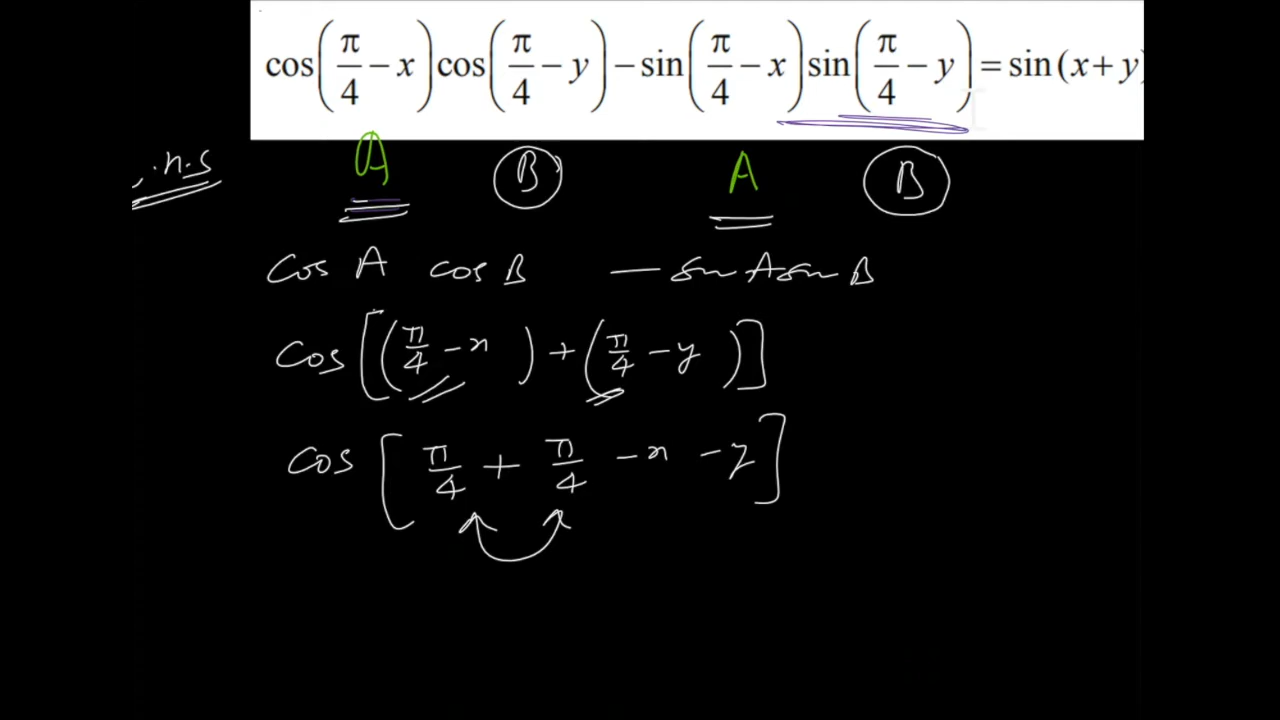 cos(π/4 − x) cos(π/4 − y) − sin(π/4 − x) sin(π/4 − y) = sin(x+y)
.H.S A B A B
cos A cos B — sin A sin B
cos [(π/4 − x) + (π/4 − y)]
cos [π/4 + π/4 − x − y]